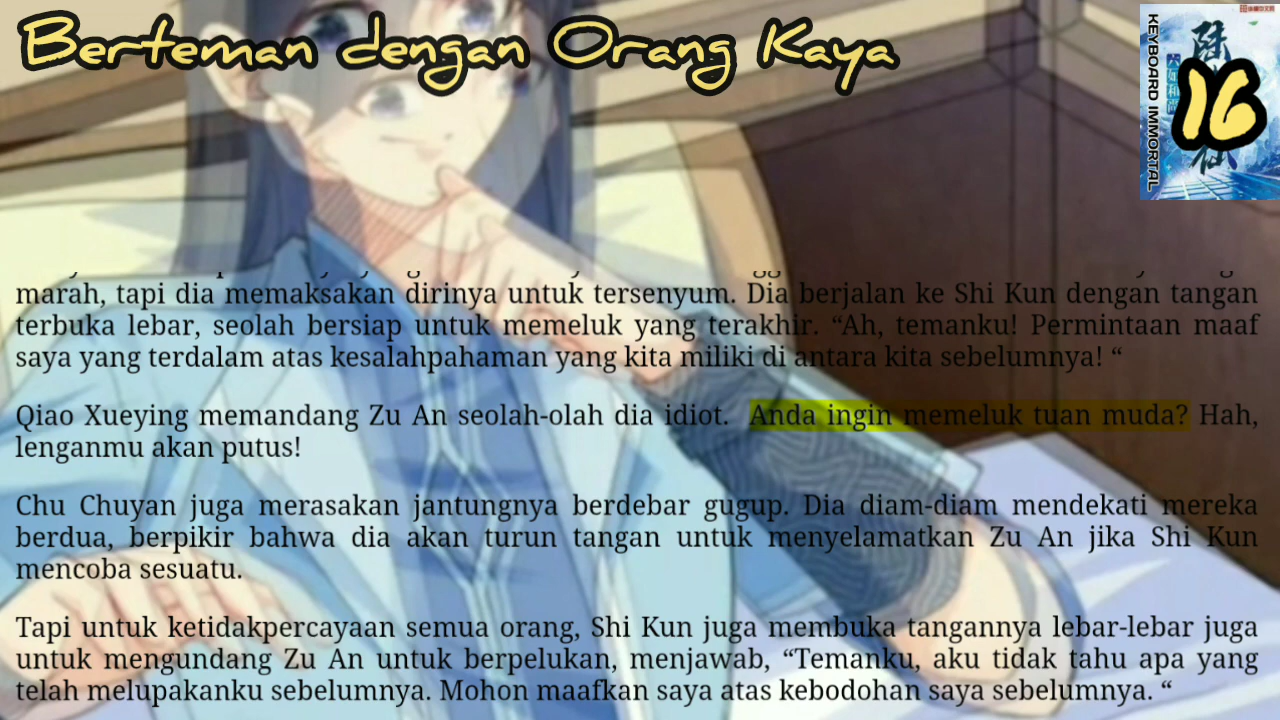 Berteman dengan Orang Kaya
KEYBOARD IMMORTAL
16
marah, tapi dia memaksakan dirinya untuk tersenyum. Dia berjalan ke Shi Kun dengan tangan
terbuka lebar, seolah bersiap untuk memeluk yang terakhir. “Ah, temanku! Permintaan maaf
saya yang terdalam atas kesalahpahaman yang kita miliki di antara kita sebelumnya! “
Qiao Xueying memandang Zu An seolah-olah dia idiot. Anda ingin memeluk tuan muda? Hah,
lenganmu akan putus!
Chu Chuyan juga merasakan jantungnya berdebar gugup. Dia diam-diam mendekati mereka
berdua, berpikir bahwa dia akan turun tangan untuk menyelamatkan Zu An jika Shi Kun
mencoba sesuatu.
Tapi untuk ketidakpercayaan semua orang, Shi Kun juga membuka tangannya lebar-lebar juga
untuk mengundang Zu An untuk berpelukan, menjawab, “Temanku, aku tidak tahu apa yang
telah melupakanku sebelumnya. Mohon maafkan saya atas kebodohan saya sebelumnya. “